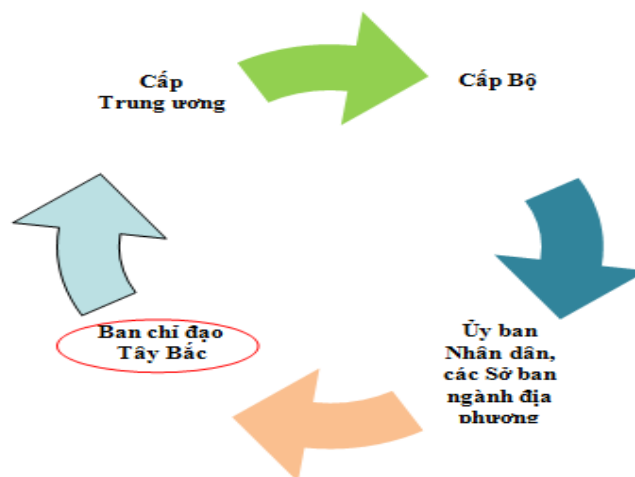 Cấp
Trung ương
Cấp Bộ
Ủy ban
Nhân dân,
các Sở ban
ngành địa
phương
Ban chỉ đạo
Tây Bắc